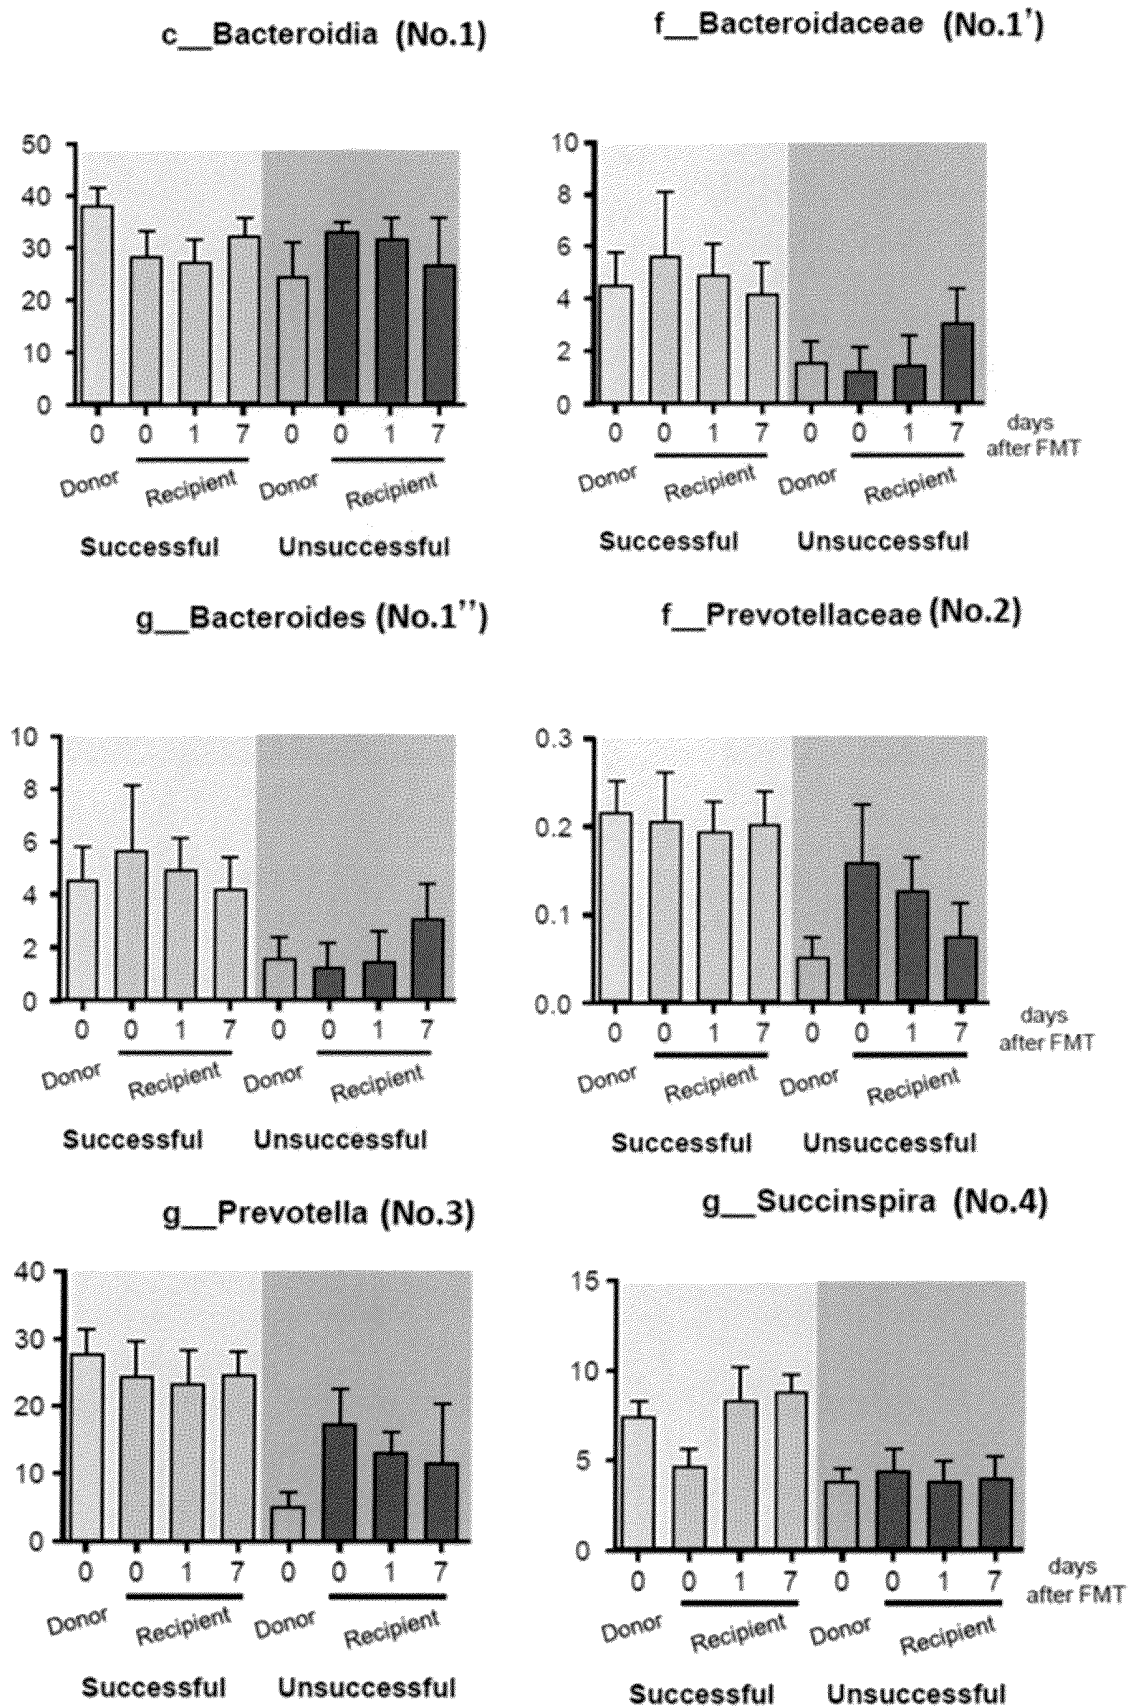 c__Bacteroidia (No.1)
f__Bacteroidaceae (No.1')
50
40
30
20
10
0
0 0 1 7 0 0 1 7
Donor Recipient Donor Recipient
Successful Unsuccessful
10
8
6
4
2
0
0 0 1 7 0 0 1 7
days
after FMT
Donor Recipient Donor Recipient
Successful Unsuccessful
g__Bacteroides (No.1'')
f__Prevotellaceae (No.2)
10
8
6
4
2
0
0 0 1 7 0 0 1 7
Donor Recipient Donor Recipient
Successful Unsuccessful
0.3
0.2
0.1
0.0
0 0 1 7 0 0 1 7
days
after FMT
Donor Recipient Donor Recipient
Successful Unsuccessful
g__Prevotella (No.3)
g__Succinspira (No.4)
40
30
20
10
0
0 0 1 7 0 0 1 7
Donor Recipient Donor Recipient
Successful Unsuccessful
15
10
5
0
0 0 1 7 0 0 1 7
days
after FMT
Donor Recipient Donor Recipient
Successful Unsuccessful